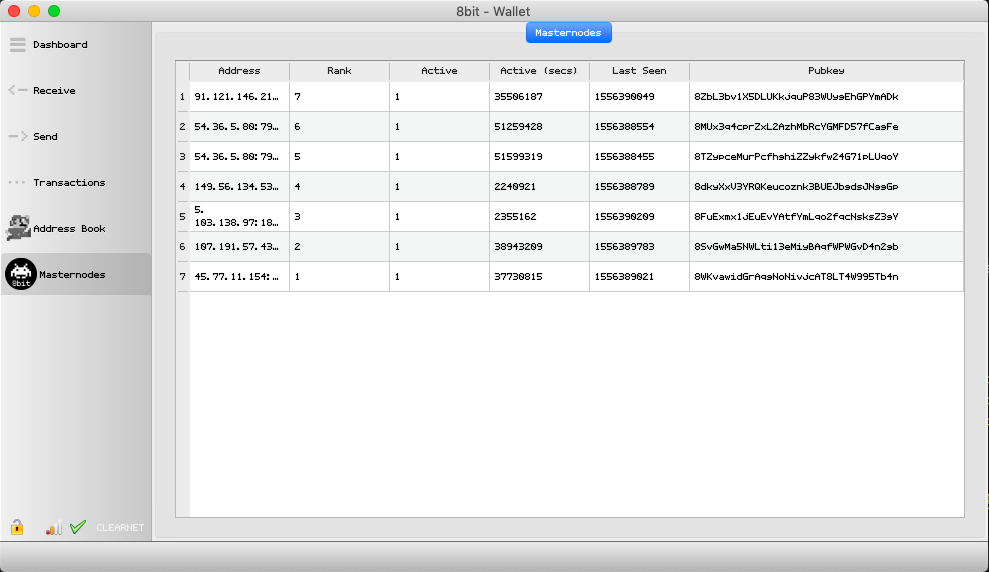 8bit - Wallet
Masternodes
Dashboard
Receive
Send
Transactions
Address Book
8bit
Masternodes
CLEARNET
Address Rank Active Active (secs) Last Seen Pubkey
1 91.121.146.21… 7 1 35506187 1556390049 8ZbL3bv1X5DLUKkJquP83WUysEhGPYmADk
2 54.36.5.80:79… 6 1 51259428 1556388554 8MUx3q4cprZxL2AzhMbRcYGMFD57fCasFe
3 54.36.5.80:79… 5 1 51599319 1556388455 8TZypceMurPcfhshiZZykfw24G71pLUqoY
4 149.56.134.53… 4 1 2240921 1556388789 8dkyXxU3YRQKeucoznk3BUEJbsdsJNssGp
5 5.
103.138.97:18… 3 1 2355162 1556390209 8FuExmx1JEuEvYAtfYmLqo2fqcNsksZ3sY
6 107.191.57.43… 2 1 38943209 1556389783 8SvGwMa5NWLti13eMiyBAqfWPWGvD4n2sb
7 45.77.11.154:… 1 1 37730815 1556389021 8WKvawidGrAqsNoNivJcAT8LT4W995Tb4n